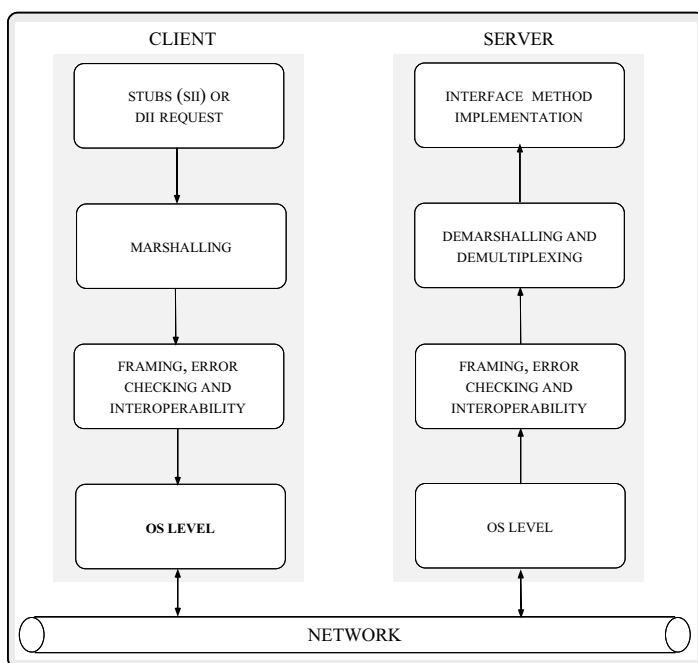 CLIENT
STUBS (SII) OR
DII REQUEST
MARSHALLING
FRAMING, ERROR
CHECKING AND
INTEROPERABILITY
OS LEVEL
SERVER
INTERFACE METHOD
IMPLEMENTATION
DEMARSHALLING AND
DEMULTIPLEXING
FRAMING, ERROR
CHECKING AND
INTEROPERABILITY
OS LEVEL
NETWORK